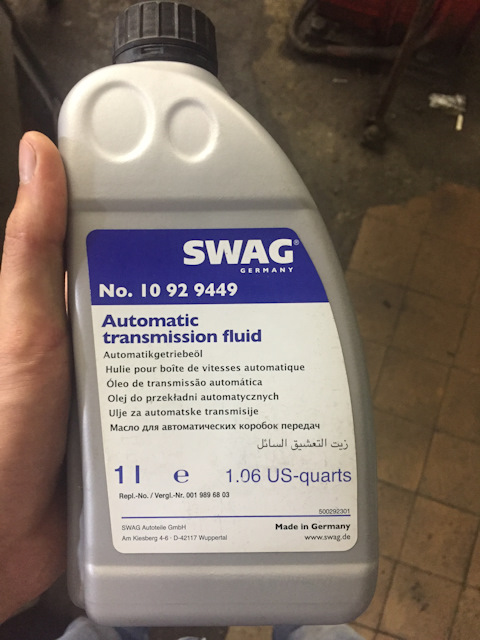 SWAG®
GERMANY
No. 10 92 9449
Automatic
transmission fluid
Automatikgetriebeöl
Hulie pour boîte de vitesses automatique
Óleo de transmissão automática
Olej do przekładni automatycznych
Ulje za automatske transmisije
Масло для автоматических коробок передач
زيت التعشيق السائل
1 l e 1.06 US-quarts
Repl.-No. / Vergl.-Nr. 001 989 68 03
500292301
SWAG Autoteile GmbH Made in Germany
Am Kiesberg 4-6 · D-42117 Wuppertal www.swag.de